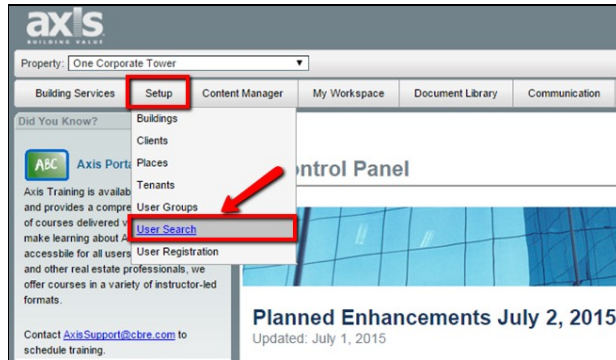 axis
BUILDING VALUE
Property: One Corporate Tower
Building Services Setup Content Manager My Workspace Document Library Communication
Did You Know?
Buildings
Clients
Places
Tenants
User Groups
User Search
User Registration
ABC
Axis Porta
Axis Training is availab
and provides a compre
of courses delivered v
make learning about A
accessbile for all users
and other real estate professionals, we
offer courses in a variety of instructor-led
formats.
Contact AxisSupport@cbre.com to
schedule training.
ntrol Panel
Planned Enhancements July 2, 2015
Updated: July 1, 2015